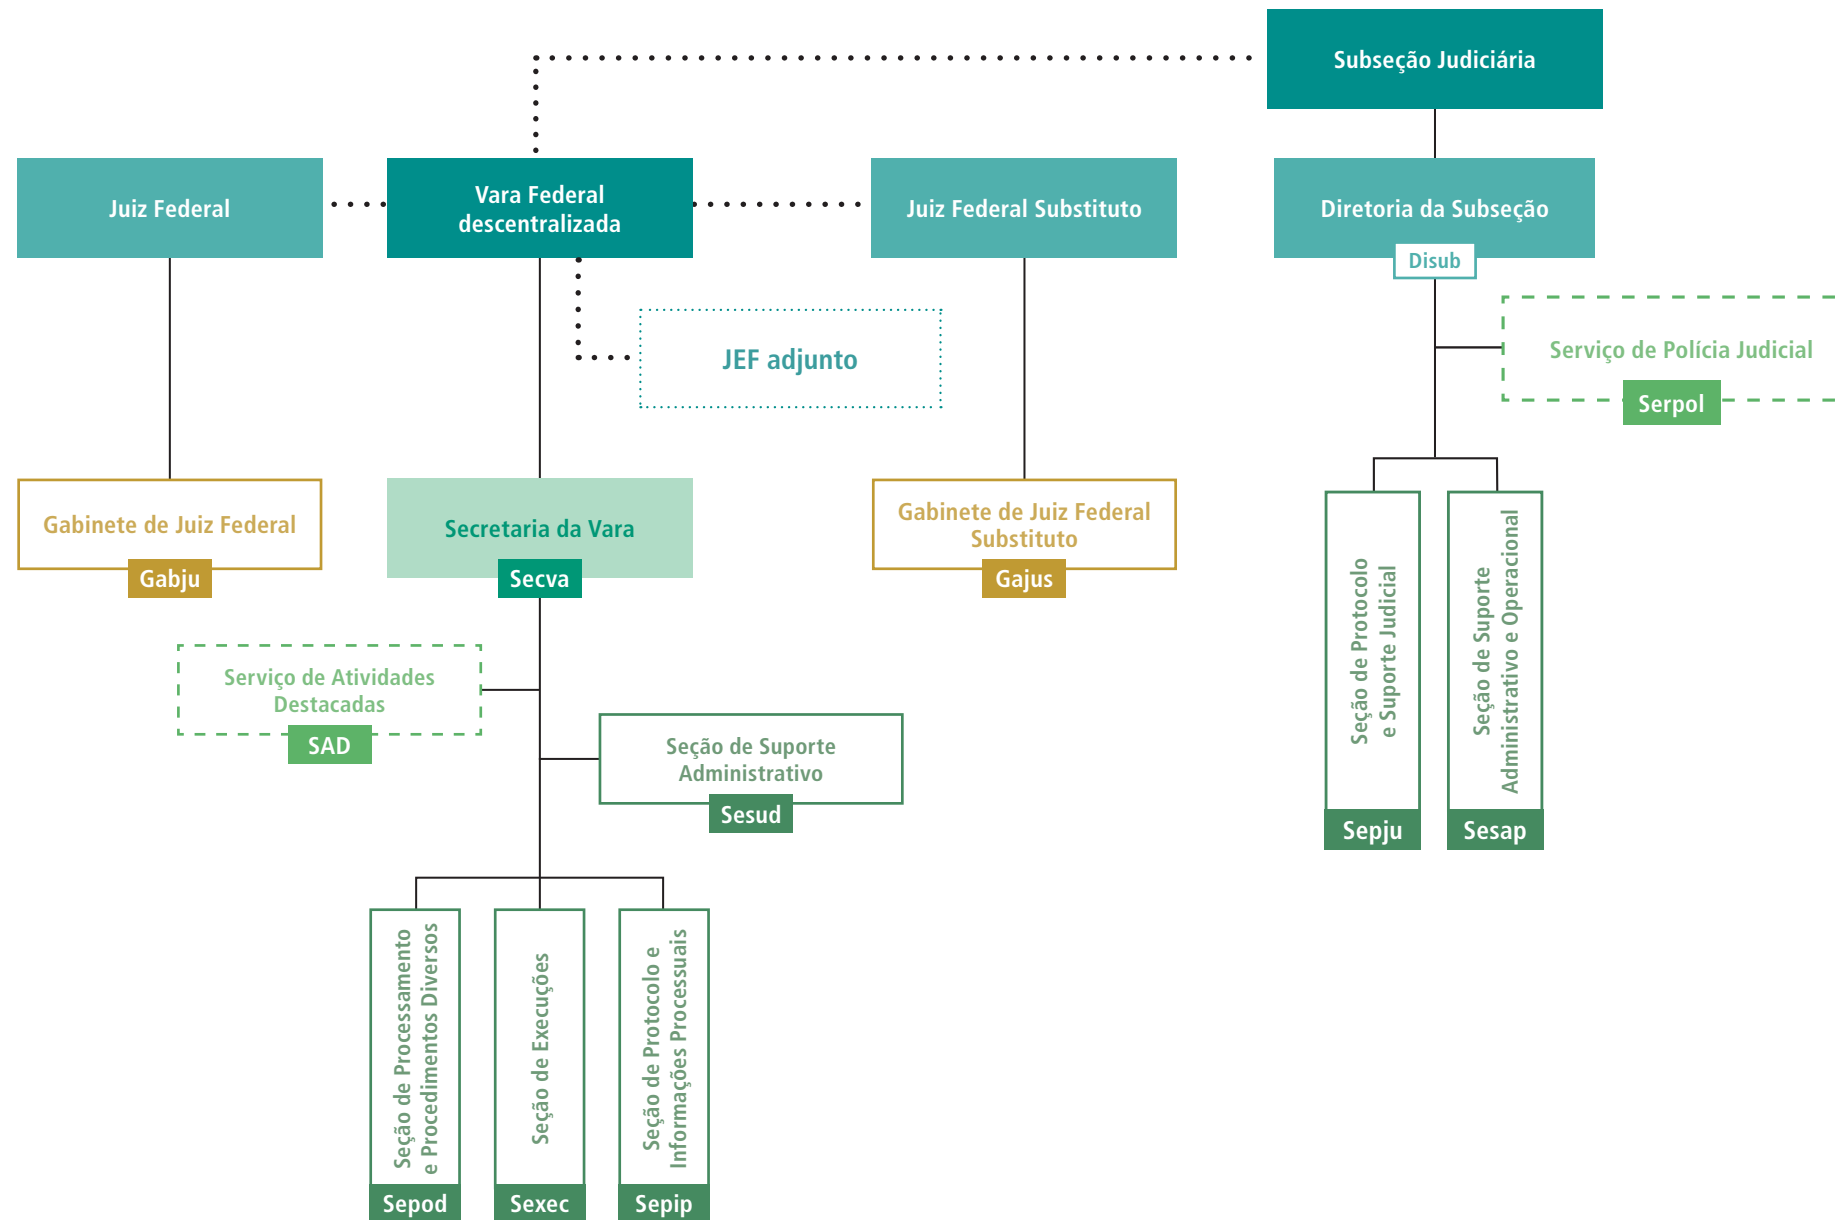 Subseção Judiciária
Juiz Federal
Vara Federal
descentralizada
Juiz Federal Substituto
Diretoria da Subseção
Disub
JEF adjunto
Serviço de Polícia Judicial
Serpol
Gabinete de Juiz Federal
Gabju
Secretaria da Vara
Secva
Gabinete de Juiz Federal
Substituto
Gajus
Seção de Protocolo
e Suporte Judicial
Sepju
Seção de Suporte
Administrativo e Operacional
Sesap
Serviço de Atividades
Destacadas
SAD
Seção de Suporte
Administrativo
Sesud
Seção de Processamento
e Procedimentos Diversos
Sepod
Seção de Execuções
Sexec
Seção de Protocolo e
Informações Processuais
Sepip